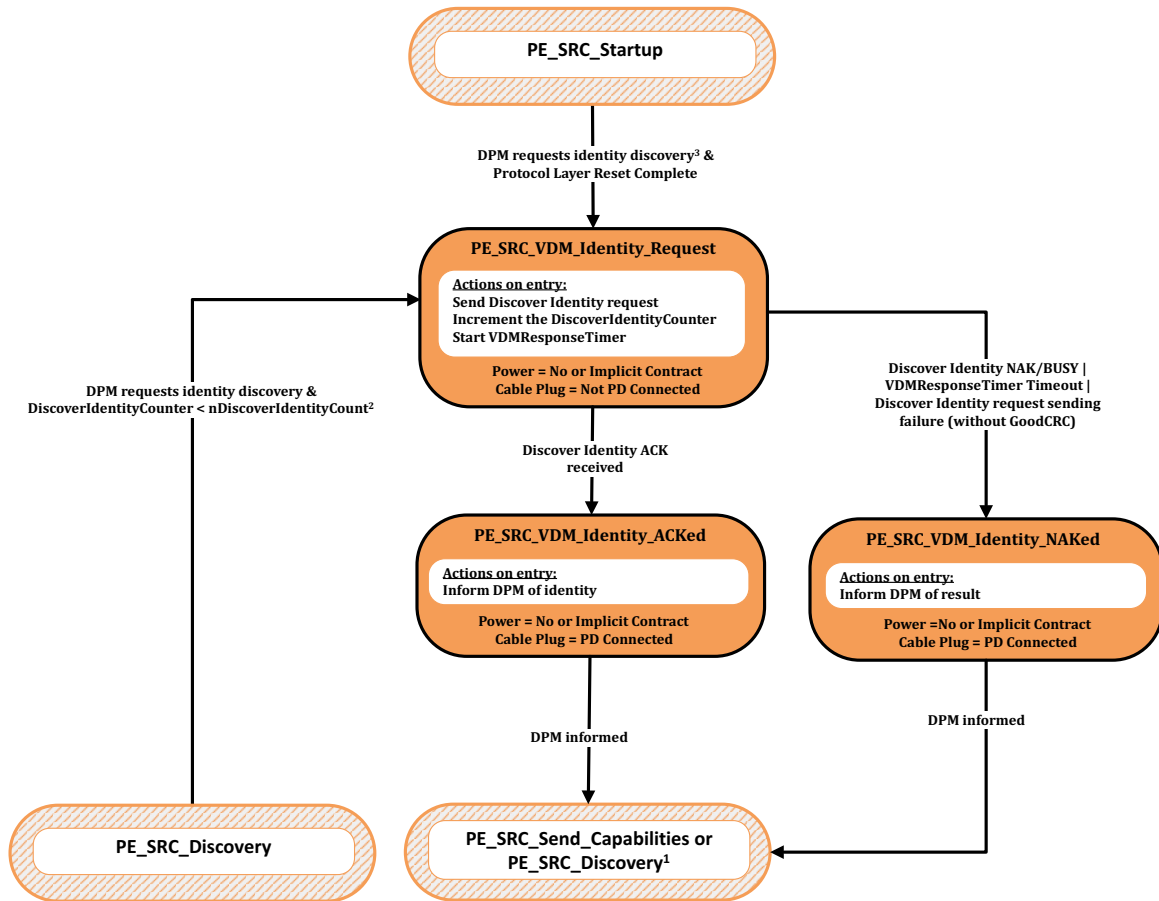 PE_SRC_Startup
DPM requests identity discovery³ &
Protocol Layer Reset Complete
PE_SRC_VDM_Identity_Request
Actions on entry:
Send Discover Identity request
Increment the DiscoverIdentityCounter
Start VDMResponseTimer
Power = No or Implicit Contract
Cable Plug = Not PD Connected
DPM requests identity discovery &
DiscoverIdentityCounter < nDiscoverIdentityCount²
Discover Identity NAK/BUSY |
VDMResponseTimer Timeout |
Discover Identity request sending
failure (without GoodCRC)
Discover Identity ACK
received
PE_SRC_VDM_Identity_ACKed
Actions on entry:
Inform DPM of identity
Power = No or Implicit Contract
Cable Plug = PD Connected
PE_SRC_VDM_Identity_NAKed
Actions on entry:
Inform DPM of result
Power =No or Implicit Contract
Cable Plug = PD Connected
DPM informed
DPM informed
PE_SRC_Discovery
PE_SRC_Send_Capabilities or
PE_SRC_Discovery¹